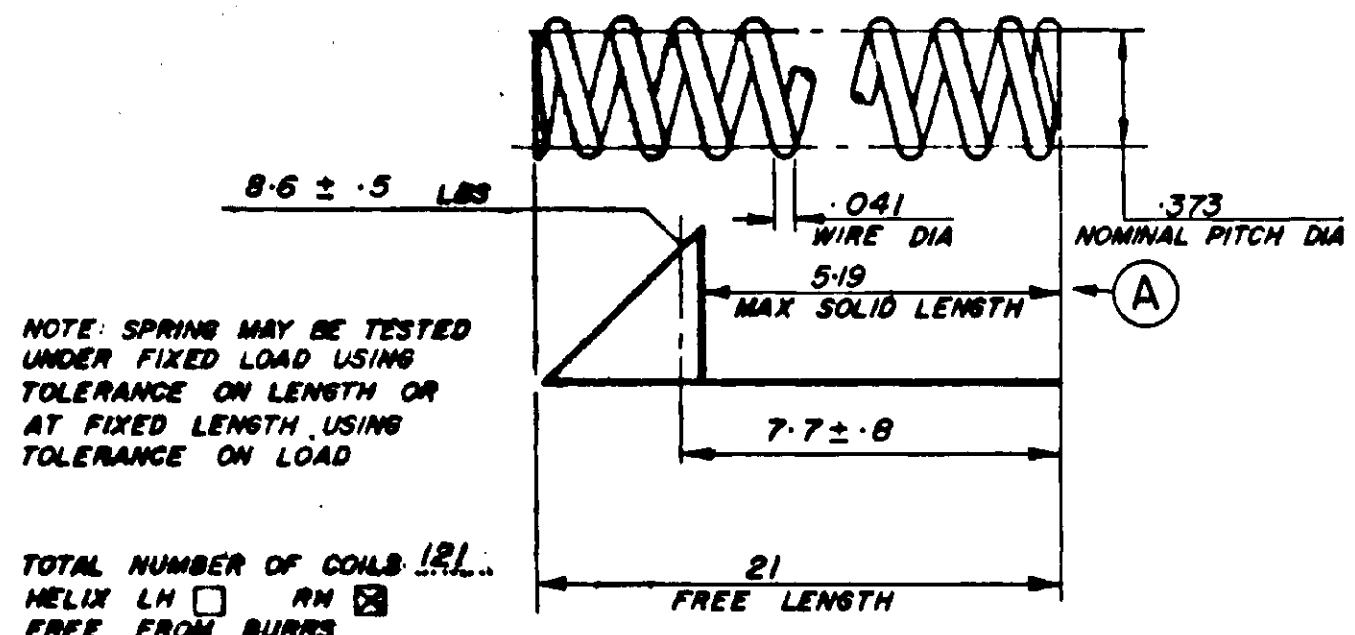 8.6 ± .5 LBS
.041
WIRE DIA
.373
NOMINAL PITCH DIA
5.19
MAX SOLID LENGTH
A
NOTE: SPRING MAY BE TESTED
UNDER FIXED LOAD USING
TOLERANCE ON LENGTH OR
AT FIXED LENGTH USING
TOLERANCE ON LOAD
7.7 ± .8
TOTAL NUMBER OF COILS 121
HELIX LH ☐ RH ☒
FREE FROM BURRS
21
FREE LENGTH